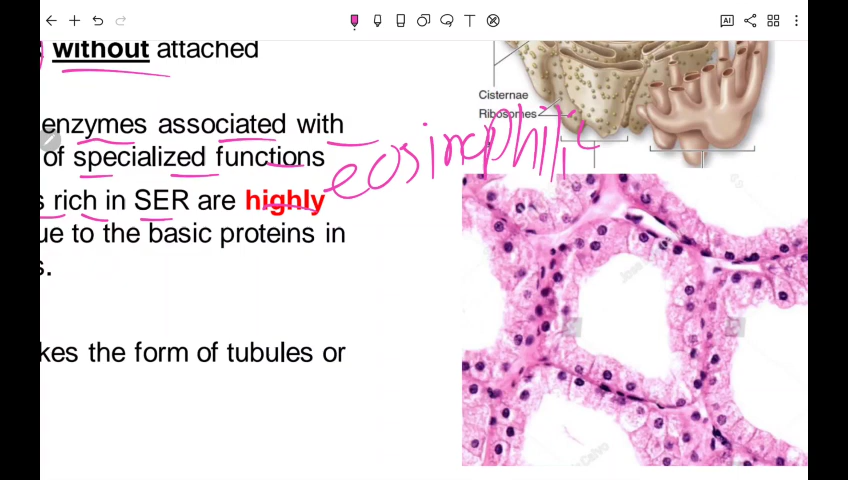 without attached
Cisternae
Ribosomes
enzymes associated with
of specialized functions
eosinophilic
s rich in SER are highly
ue to the basic proteins in
s.
kes the form of tubules or